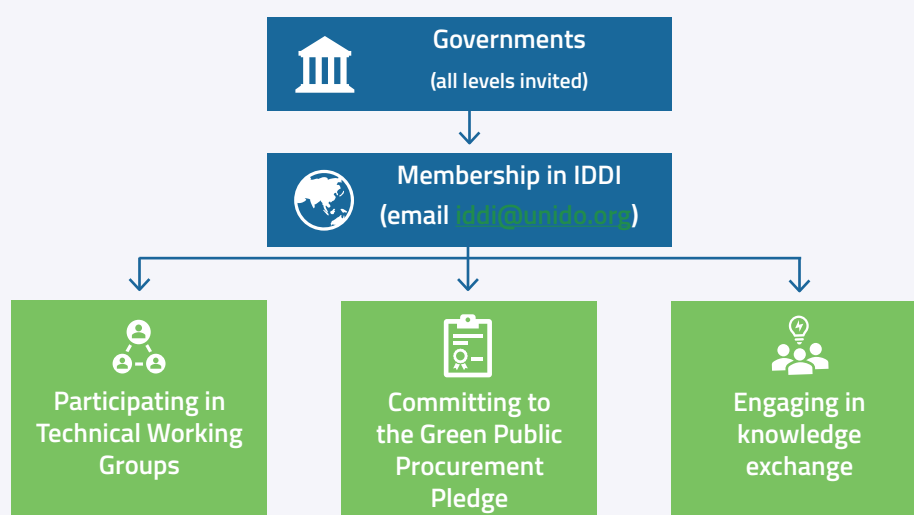 Governments
(all levels invited)
Membership in IDDI
(email iddi@unido.org)
Participating in
Technical Working
Groups
Committing to
the Green Public
Procurement
Pledge
Engaging in
knowledge
exchange